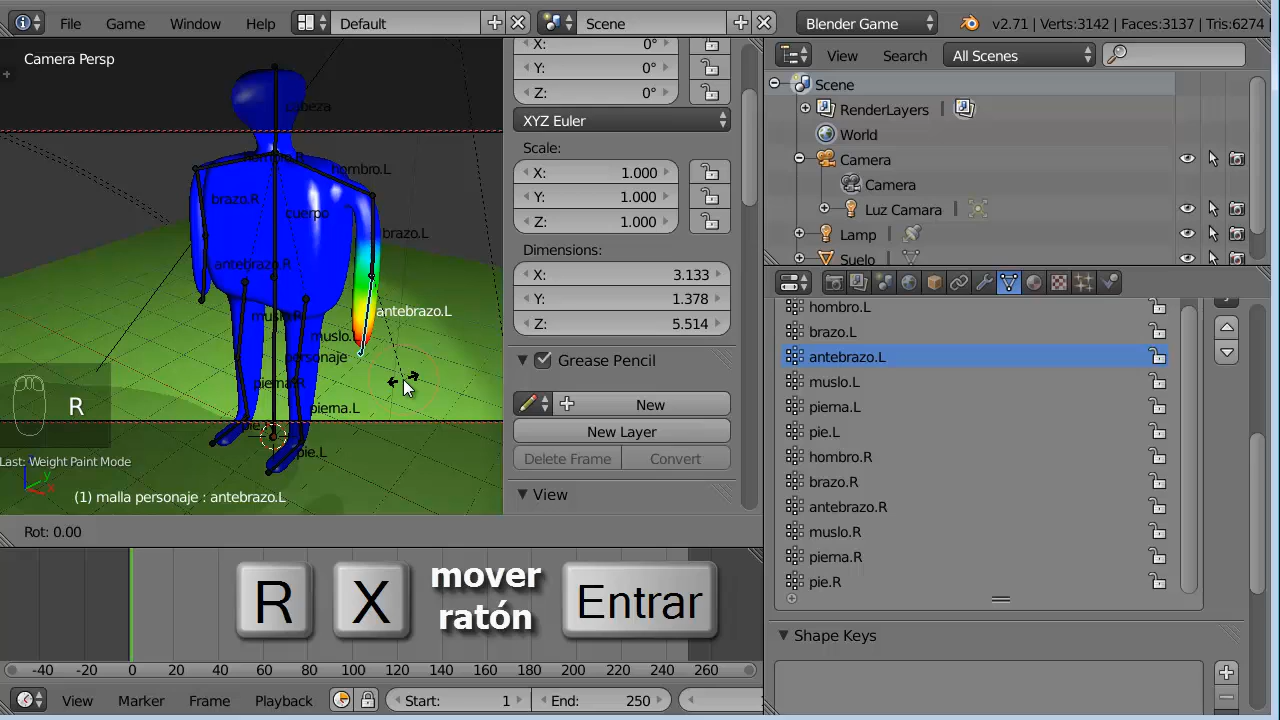 File Game Window Help Default Scene Blender Game v2.71 | Verts:3142 | Faces:3137 | Tris:6274 |
Camera Persp
cabeza
hombro.R
hombro.L
brazo.R
cuerpo
brazo.L
antebrazo.R
antebrazo.L
muslo.R
muslo.L
personaje
pierna.R
pierna.L
pie.L
R
Last: Weight Paint Mode
z
y
x
(1) malla personaje : antebrazo.L
Rot: 0.00
X: 0°
Y: 0°
Z: 0°
XYZ Euler
Scale:
X: 1.000
Y: 1.000
Z: 1.000
Dimensions:
X: 3.133
Y: 1.378
Z: 5.514
Grease Pencil
New
New Layer
Delete Frame Convert
View
View Search All Scenes
Scene
RenderLayers |
World
Camera
Camera
Luz Camara |
Lamp |
Suelo |
hombro.L
brazo.L
antebrazo.L
muslo.L
pierna.L
pie.L
hombro.R
brazo.R
antebrazo.R
muslo.R
pierna.R
pie.R
Shape Keys
R X mover ratón Entrar
-40 -20 0 20 40 60 80 100 120 140 160 180 200 220 240 260
View Marker Frame Playback Start: 1 End: 250